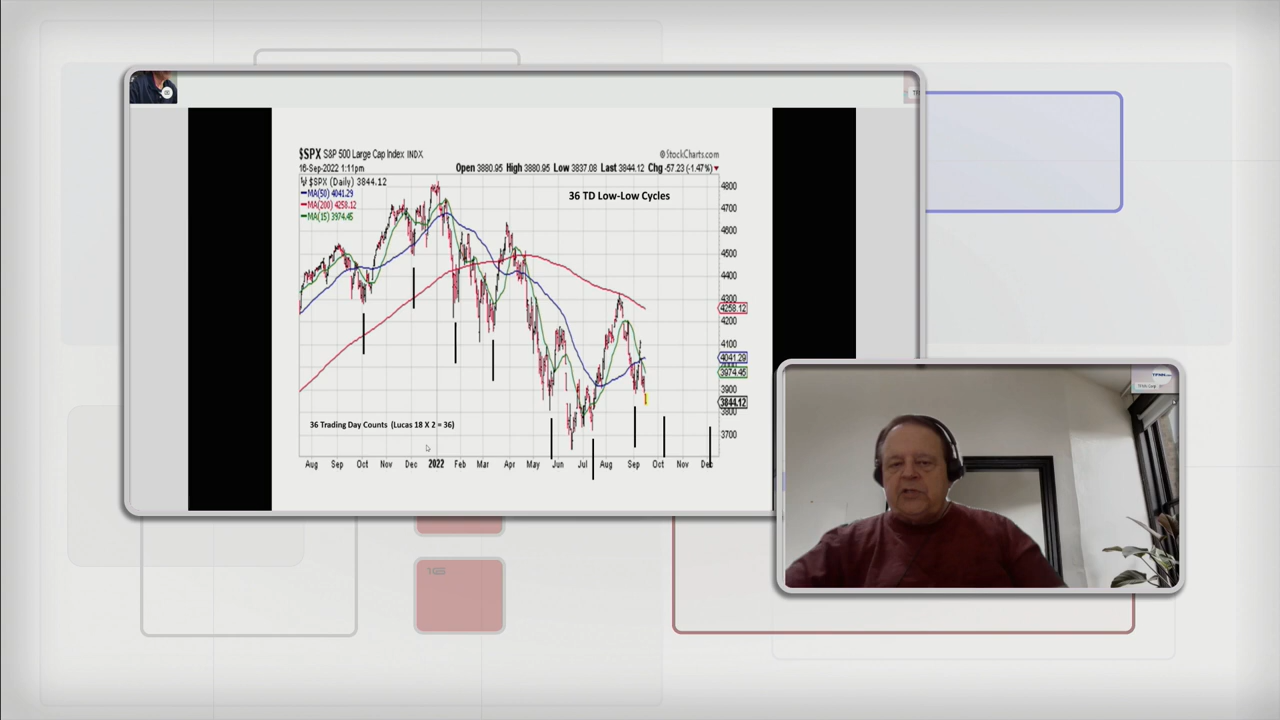 TFNN
$SPX S&P 500 Large Cap Index INDX
© StockCharts.com
16-Sep-2022 1:11pm
Open 3880.95 High 3880.95 Low 3837.08 Last 3844.12 Chg -57.23 (-1.47%)
$SPX (Daily) 3844.12
MA(50) 4041.29
MA(200) 4258.12
MA(15) 3974.45
36 TD Low-Low Cycles
4800
4700
4600
4500
4400
4300
4258.12
4200
4100
4041.29
3974.45
3900
3844.12
3800
3700
36 Trading Day Counts (Lucas 18 X 2 = 36)
Aug Sep Oct Nov Dec 2022 Feb Mar Apr May Jun Jul Aug Sep Oct Nov Dec